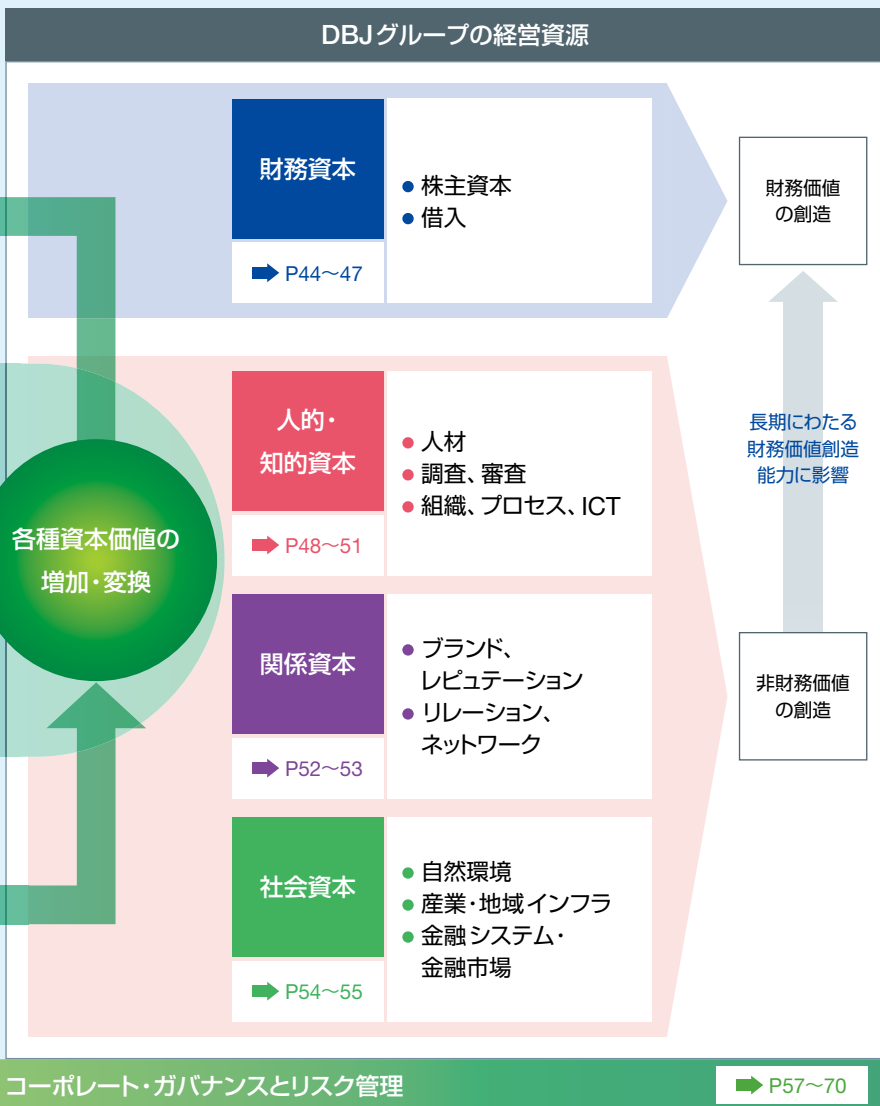 DBJグループの経営資源
財務資本
● 株主資本
● 借入
➡ P44～47
財務価値
の創造
人的・
知的資本
● 人材
● 調査、審査
● 組織、プロセス、ICT
➡ P48～51
長期にわたる
財務価値創造
能力に影響
各種資本価値の
増加・変換
関係資本
● ブランド、
レピュテーション
● リレーション、
ネットワーク
➡ P52～53
非財務価値
の創造
社会資本
● 自然環境
● 産業・地域インフラ
● 金融システム・
金融市場
➡ P54～55
コーポレート・ガバナンスとリスク管理
➡ P57～70